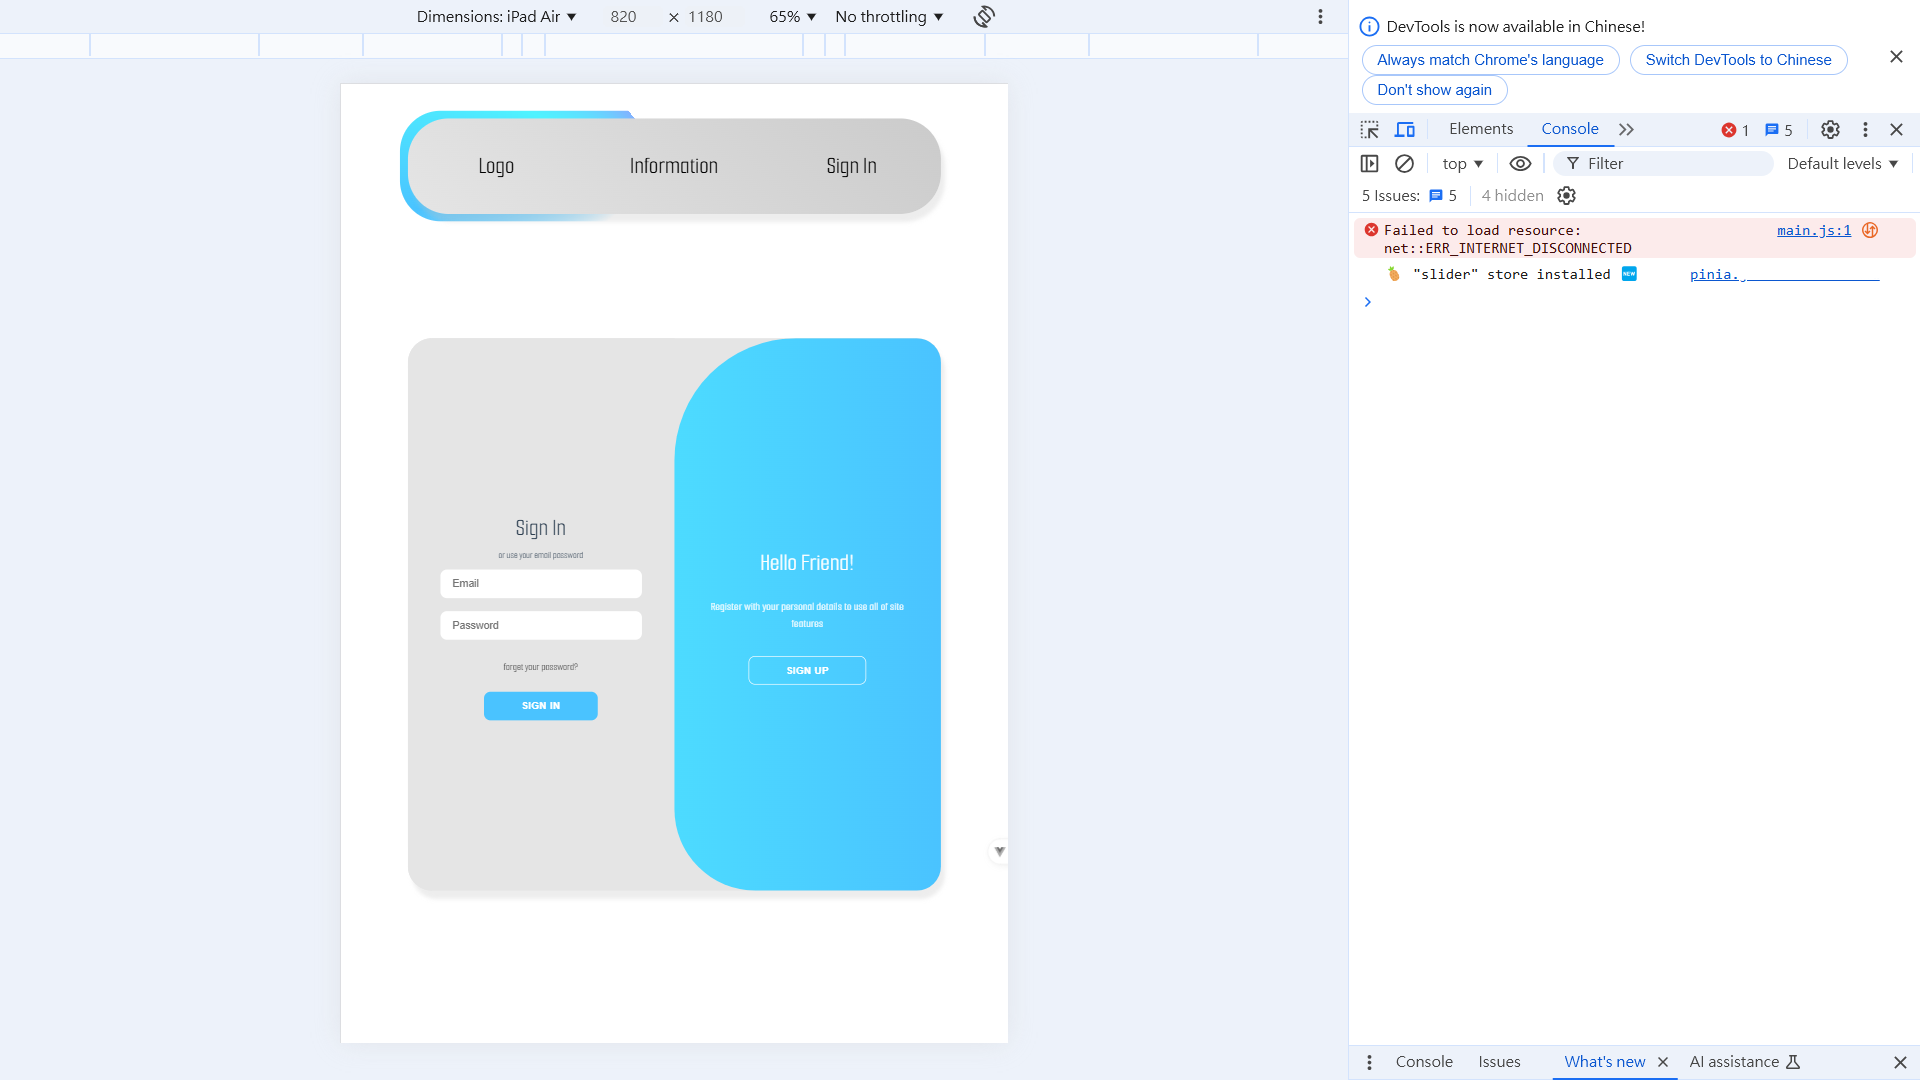 Dimensions: iPad Air ▼ 820 × 1180 65% ▼ No throttling ▼
DevTools is now available in Chinese!
Always match Chrome's language
Switch DevTools to Chinese
Don't show again
Elements
Console
1
5
top ▼
Filter
Default levels ▼
5 Issues: 5
4 hidden
Failed to load resource: main.js:1
net::ERR_INTERNET_DISCONNECTED
🍍 "slider" store installed 🆕
Logo
Information
Sign In
Sign In
or use your email password
Email
Password
forget your password?
SIGN IN
Hello Friend!
Register with your personal details to use all of site
features
SIGN UP
Console
Issues
What's new
AI assistance